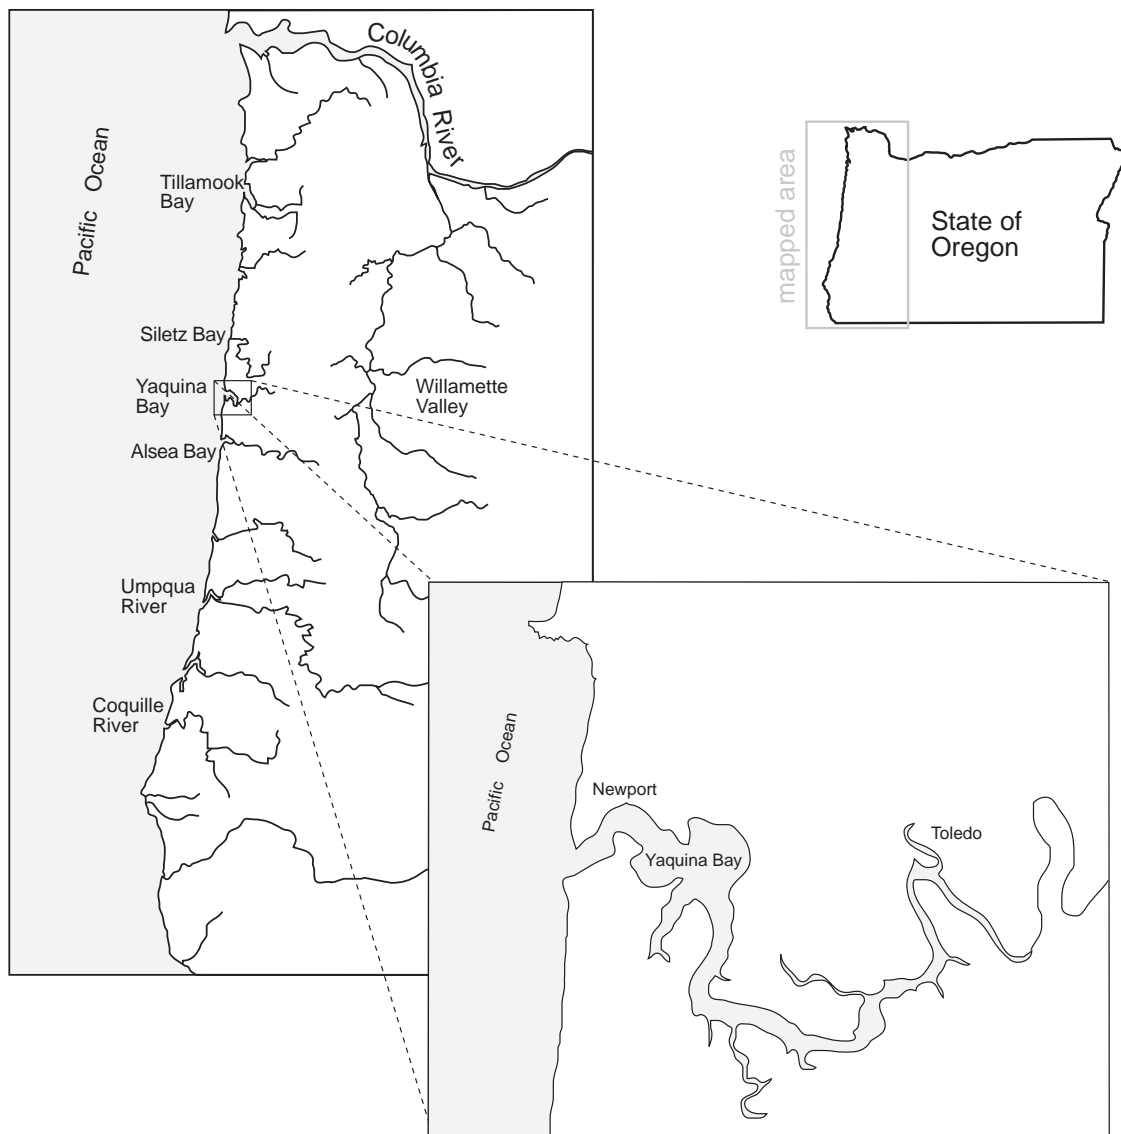 Columbia River
Pacific Ocean
Tillamook
Bay
Siletz Bay
Yaquina
Bay
Willamette
Valley
Alsea Bay
Umpqua
River
Coquille
River
mapped area
State of
Oregon
Pacific Ocean
Newport
Yaquina Bay
Toledo